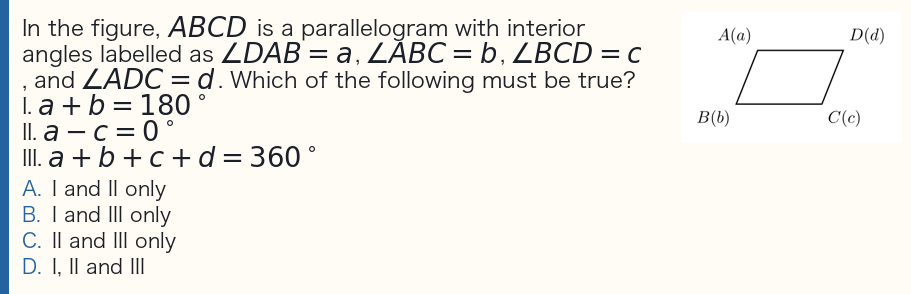 In the figure, ABCD is a parallelogram with interior
angles labelled as ∠DAB = a, ∠ABC = b, ∠BCD = c
, and ∠ADC = d. Which of the following must be true?
I. a + b = 180°
II. a − c = 0°
III. a + b + c + d = 360°
A. I and II only
B. I and III only
C. II and III only
D. I, II and III
A(a)
D(d)
B(b)
C(c)